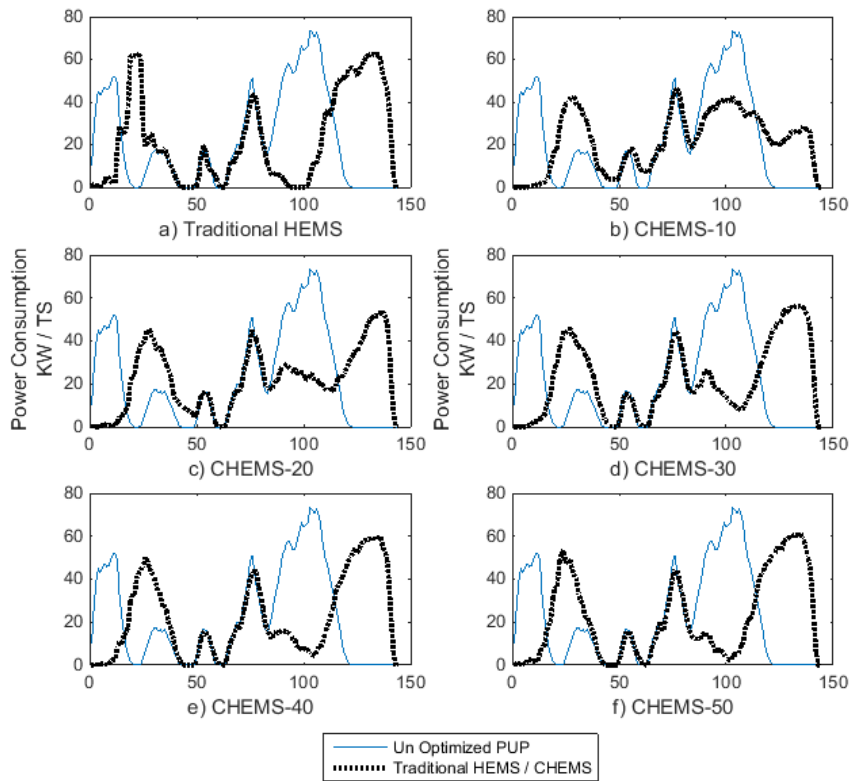 80
60
40
20
0
0 50 100 150
a) Traditional HEMS
80
60
40
20
0
0 50 100 150
b) CHEMS-10
Power Consumption
KW / TS
80
60
40
20
0
0 50 100 150
c) CHEMS-20
Power Consumption
KW / TS
80
60
40
20
0
0 50 100 150
d) CHEMS-30
80
60
40
20
0
0 50 100 150
e) CHEMS-40
80
60
40
20
0
0 50 100 150
f) CHEMS-50
Un Optimized PUP
Traditional HEMS / CHEMS